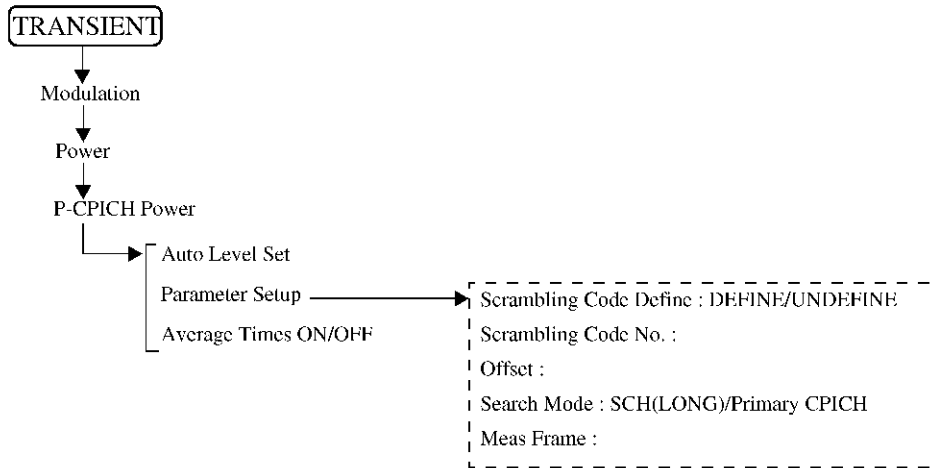 TRANSIENT
Modulation
Power
P-CPICH Power
Auto Level Set
Parameter Setup
Average Times ON/OFF
Scrambling Code Define : DEFINE/UNDEFINE
Scrambling Code No. :
Offset :
Search Mode : SCH(LONG)/Primary CPICH
Meas Frame :